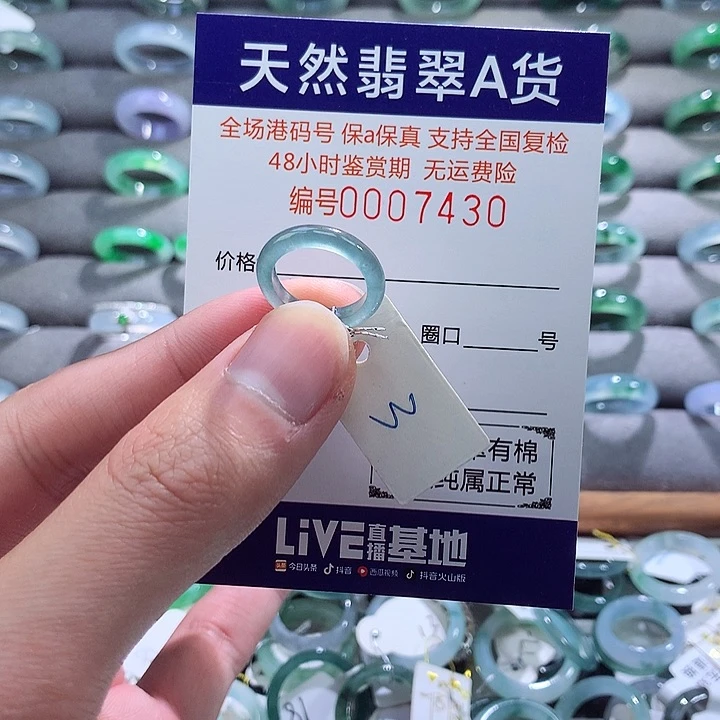 天然翡翠A货
全场港码号 保a保真 支持全国复检
48小时鉴赏期 无运费险
编号0007430
价格
圈口 号
W
有棉
纯属正常
LiVE直播基地
头条 今日头条 抖音 西瓜视频 抖音火山版